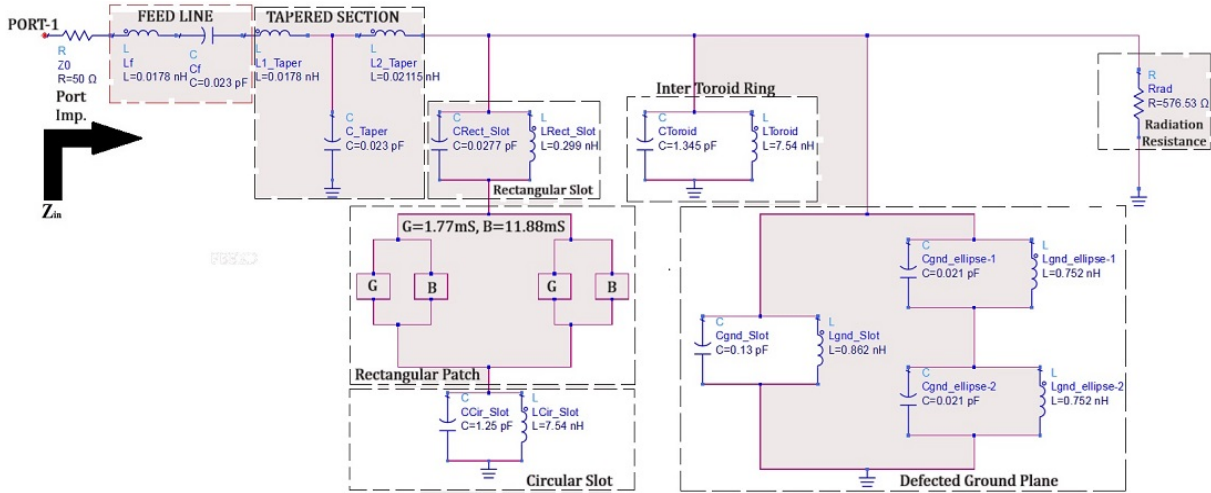 PORT-1
FEED LINE
TAPERED SECTION
R
Z0
R=50 Ω
Port
Imp.
Zin
L
Lf
L=0.0178 nH
C
Cf
C=0.023 pF
L
L1_Taper
L=0.0178 nH
L
L2_Taper
L=0.02115 nH
C
C_Taper
C=0.023 pF
C
CRect_Slot
C=0.0277 pF
L
LRect_Slot
L=0.299 nH
Rectangular Slot
Inter Toroid Ring
C
CToroid
C=1.345 pF
L
LToroid
L=7.54 nH
R
Rrad
R=576.53 Ω
Radiation
Resistance
G=1.77mS, B=11.88mS
G
B
G
B
Rectangular Patch
C
CCir_Slot
C=1.25 pF
L
LCir_Slot
L=7.54 nH
Circular Slot
C
Cgnd_Slot
C=0.13 pF
L
Lgnd_Slot
L=0.862 nH
C
Cgnd_ellipse-1
C=0.021 pF
L
Lgnd_ellipse-1
L=0.752 nH
C
Cgnd_ellipse-2
C=0.021 pF
L
Lgnd_ellipse-2
L=0.752 nH
Defected Ground Plane